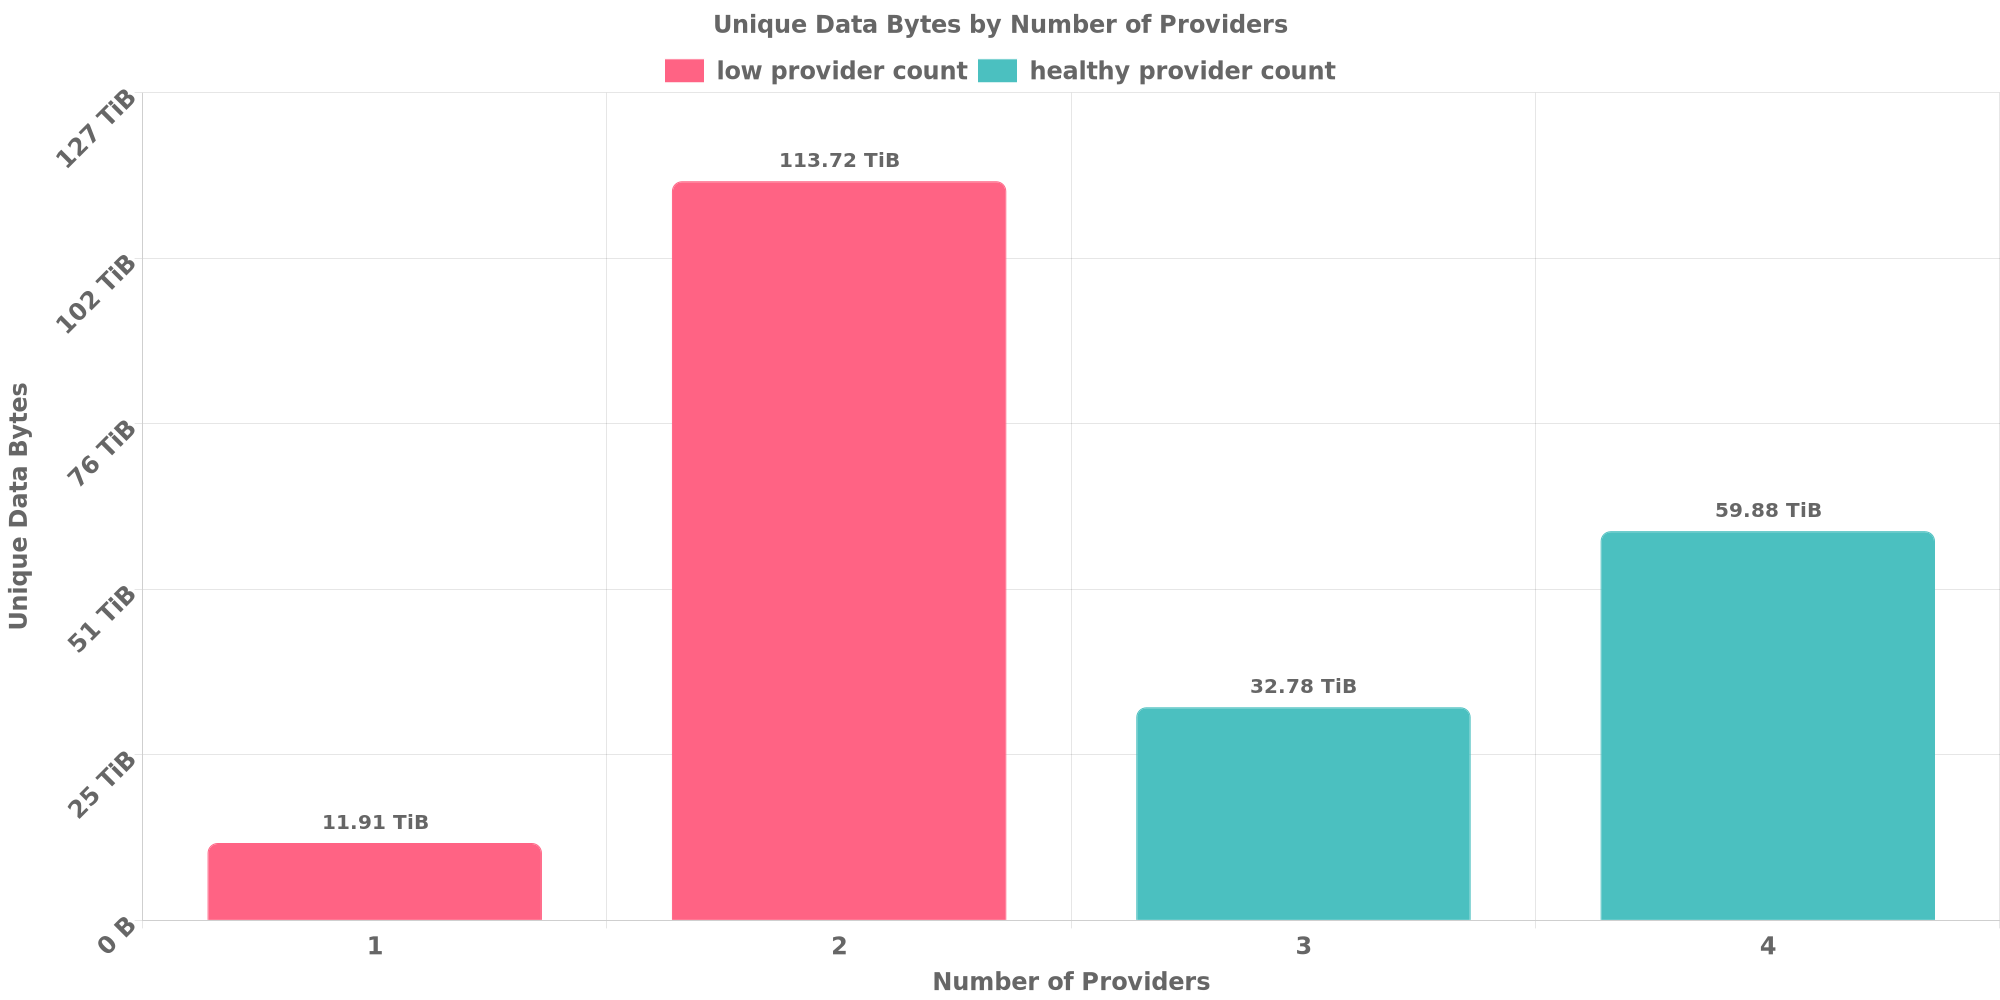 Unique Data Bytes by Number of Providers
low provider count healthy provider count
127 TiB
102 TiB
76 TiB
51 TiB
25 TiB
0 B
Unique Data Bytes
11.91 TiB
113.72 TiB
32.78 TiB
59.88 TiB
1 2 3 4
Number of Providers